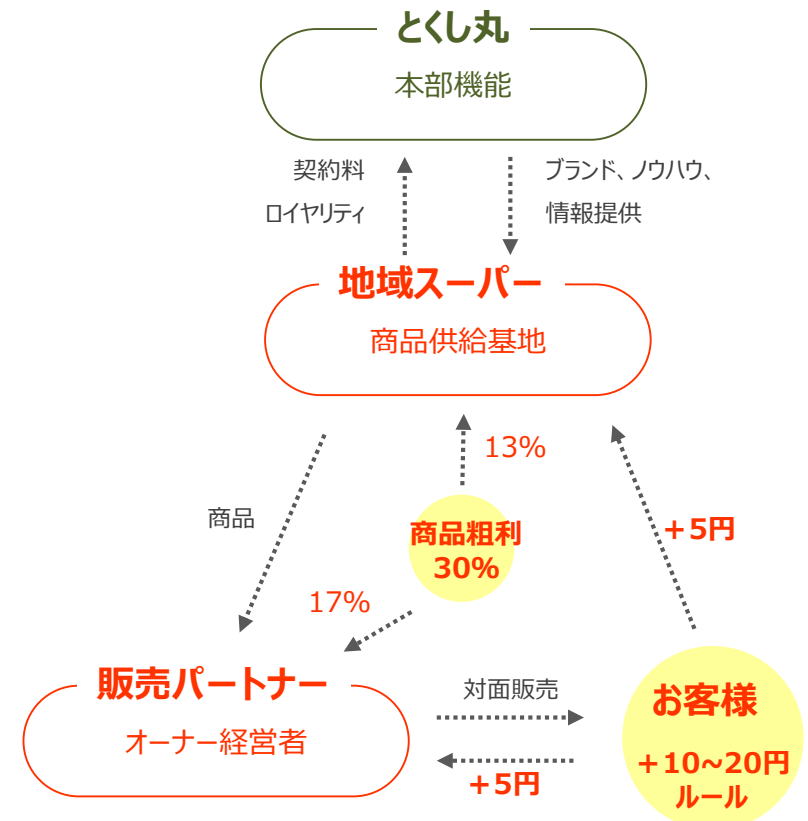 とくし丸
本部機能
契約料
ロイヤリティ
ブランド、ノウハウ、
情報提供
地域スーパー
商品供給基地
13%
商品
商品粗利
30%
+5円
17%
販売パートナー
オーナー経営者
対面販売
+5円
お客様
+10~20円
ルール